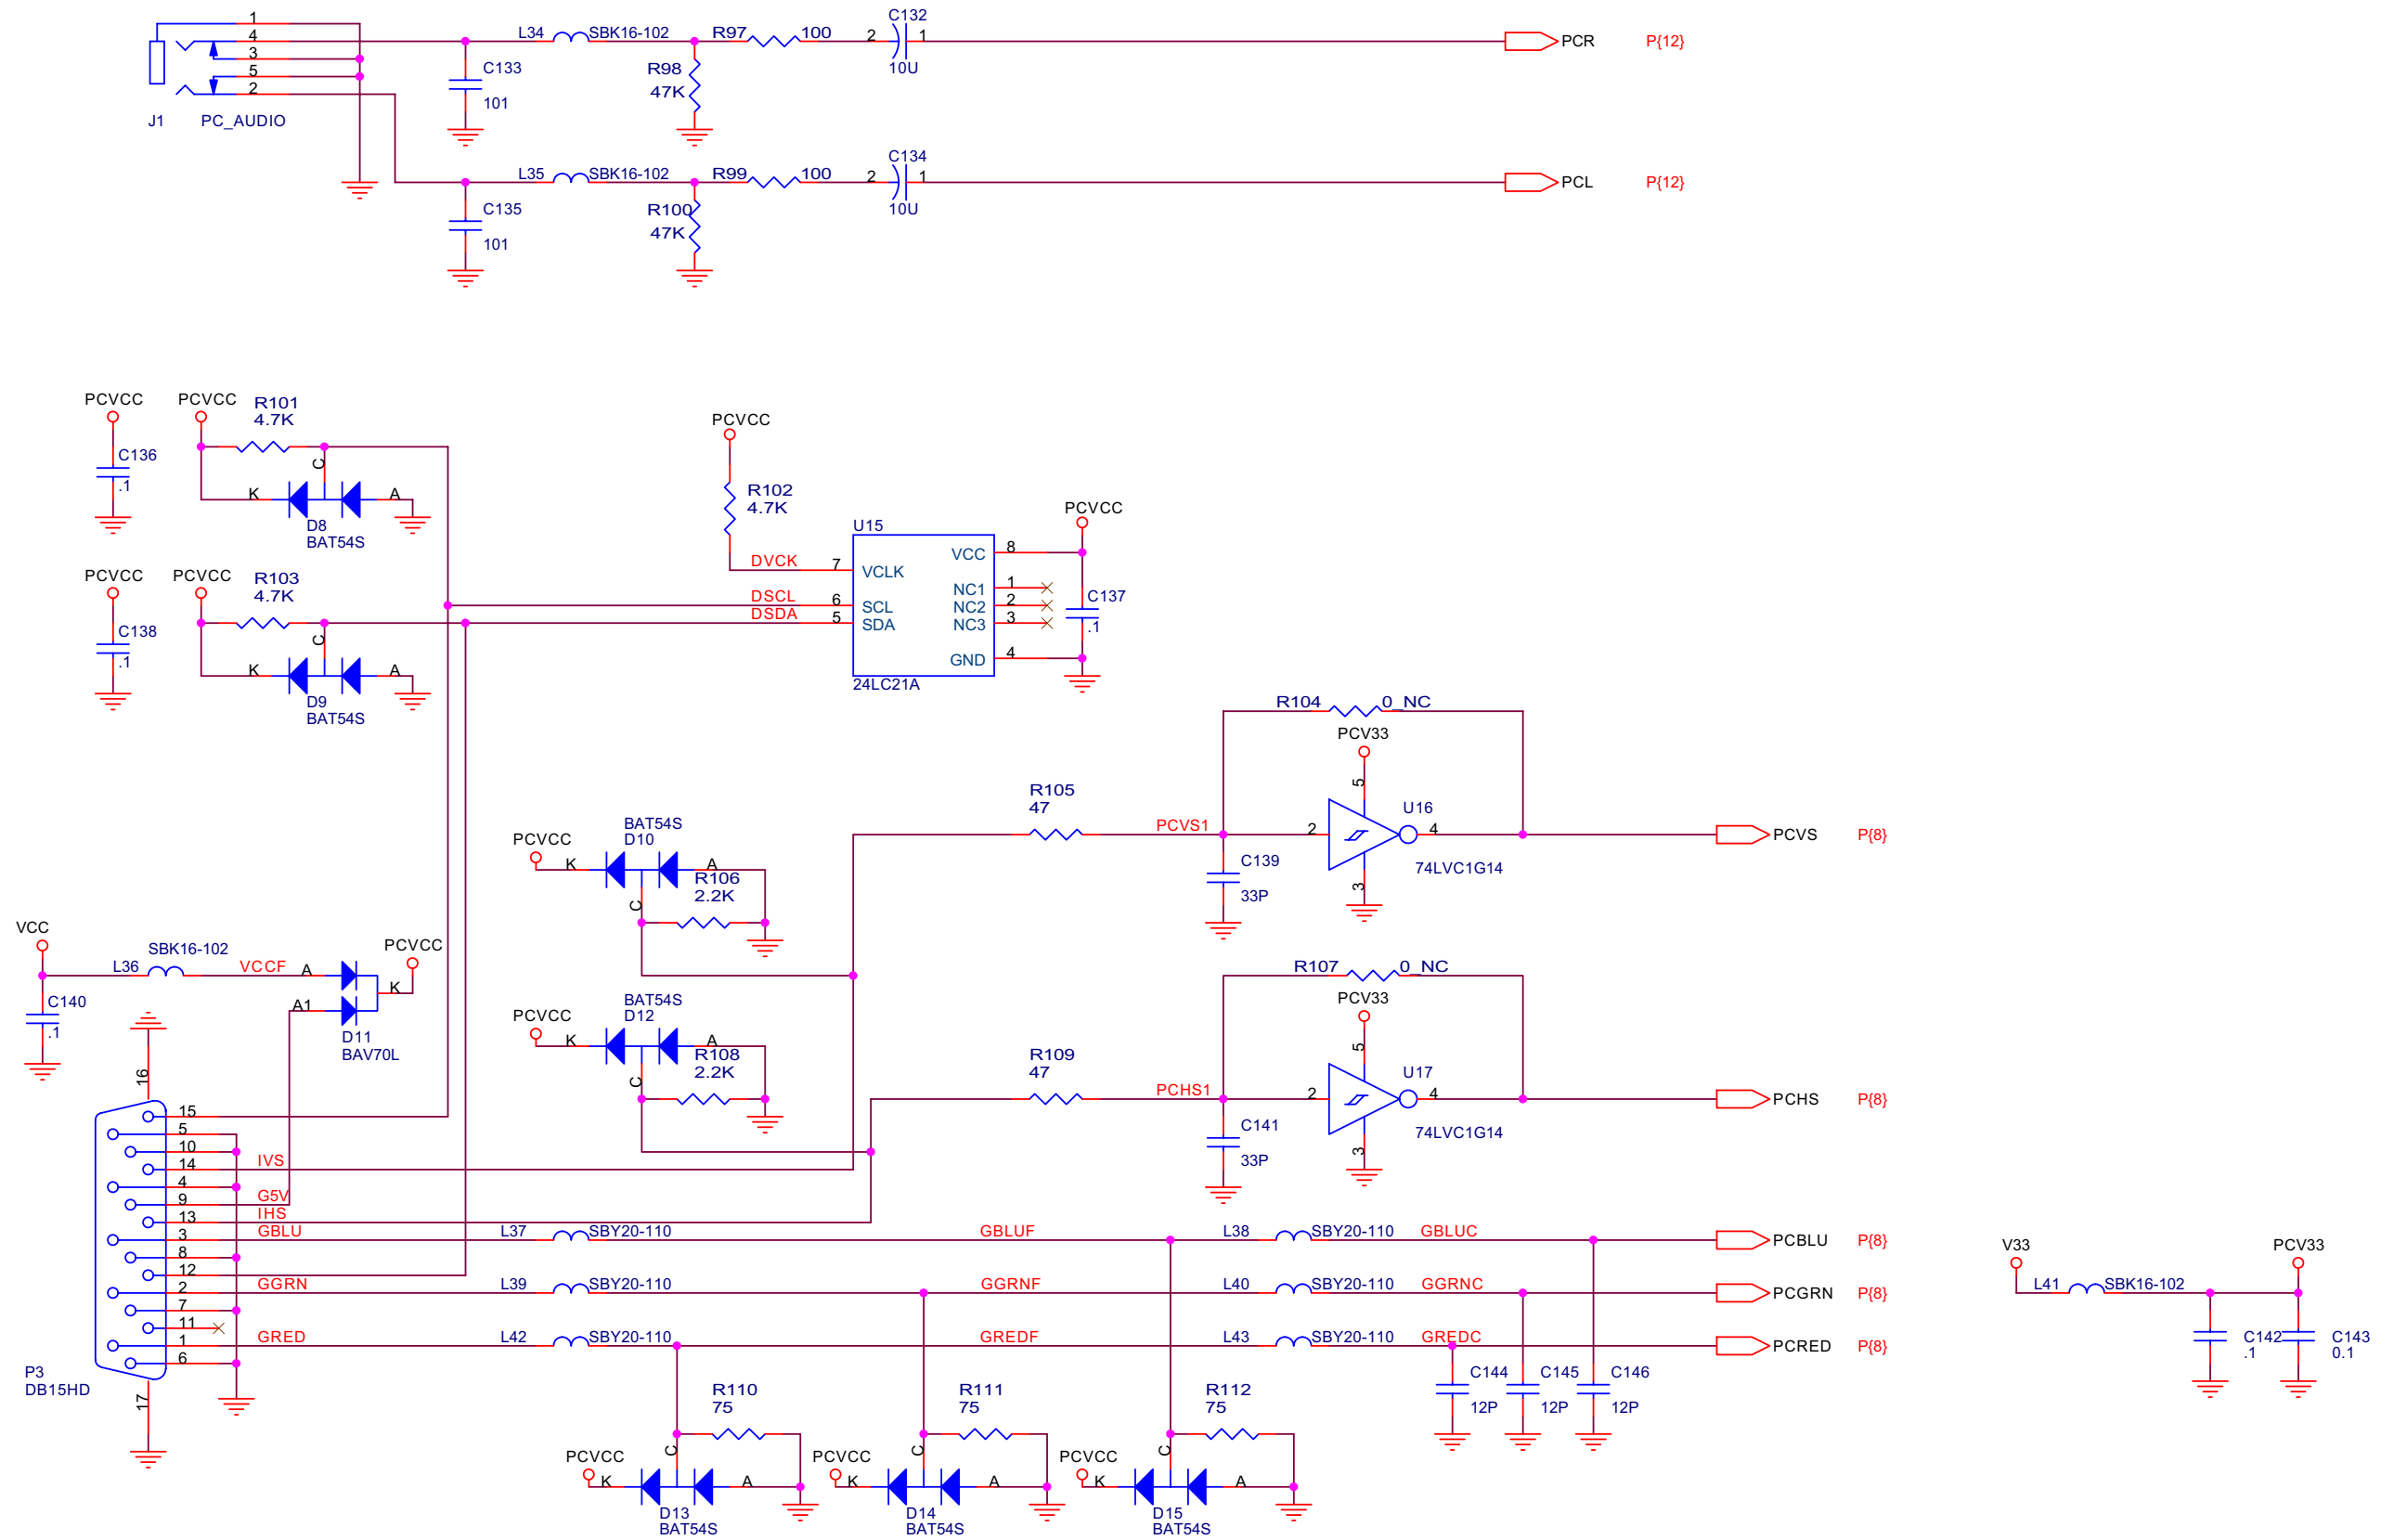 1
4
3
5
2
J1 PC_AUDIO
L34 SBK16-102
C133
101
R97 100
R98
47K
C132
2 1
10U
PCR P{12}
L35 SBK16-102
C135
101
R99 100
R100
47K
C134
2 1
10U
PCL P{12}
PCVCC
C136
.1
PCVCC
R101
4.7K
C
K A
D8
BAT54S
PCVCC
C138
.1
PCVCC
R103
4.7K
C
K A
D9
BAT54S
PCVCC
R102
4.7K
U15
DVCK 7 VCLK
DSCL 6 SCL
DSDA 5 SDA
VCC 8
NC1 1
NC2 2
NC3 3
GND 4
24LC21A
PCVCC
C137
.1
R104 0_NC
PCV33
5
R105
47
PCVS1
2 4
U16
3
74LVC1G14
C139
33P
PCVS P{8}
BAT54S
D10
PCVCC
K A
R106
2.2K
C
VCC
SBK16-102
L36 VCCF A
PCVCC
K
A1
D11
BAV70L
C140
.1
BAT54S
D12
PCVCC
K A
R108
2.2K
C
R107 0_NC
PCV33
5
R109
47
PCHS1
2 4
U17
3
74LVC1G14
C141
33P
PCHS P{8}
16
15
5
10
14 IVS
4
9 G5V
13 IHS
3 GBLU
8
12
2 GGRN
7
11
1 GRED
6
17
P3
DB15HD
L37 SBY20-110 GBLUF L38 SBY20-110 GBLUC PCBLU P{8}
L39 SBY20-110 GGRNF L40 SBY20-110 GGRNC PCGRN P{8}
L42 SBY20-110 GREDF L43 SBY20-110 GREDC PCRED P{8}
C144
12P
C145
12P
C146
12P
R110
75
PCVCC
C
K A
D13
BAT54S
R111
75
PCVCC
C
K A
D14
BAT54S
R112
75
PCVCC
C
K A
D15
BAT54S
V33
L41 SBK16-102
PCV33
C142
.1
C143
0.1